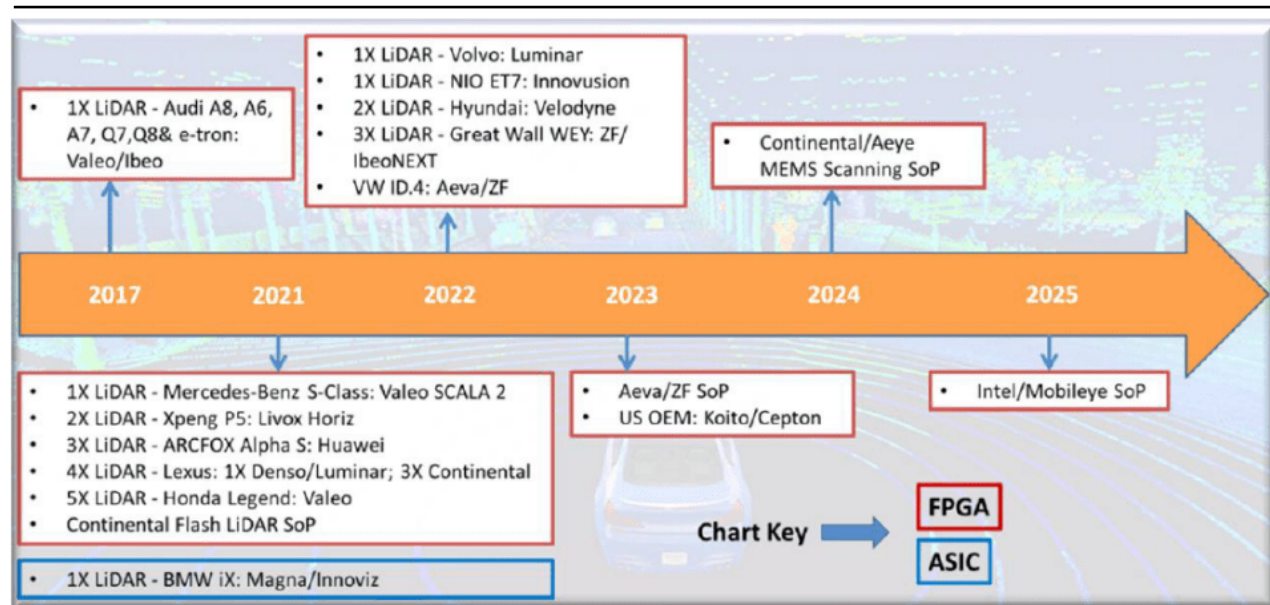 • 1X LiDAR - Audi A8, A6,
A7, Q7,Q8& e-tron:
Valeo/Ibeo
• 1X LiDAR - Volvo: Luminar
• 1X LiDAR - NIO ET7: Innovusion
• 2X LiDAR - Hyundai: Velodyne
• 3X LiDAR - Great Wall WEY: ZF/
IbeoNEXT
• VW ID.4: Aeva/ZF
• Continental/Aeye
MEMS Scanning SoP
2017 2021 2022 2023 2024 2025
• 1X LiDAR - Mercedes-Benz S-Class: Valeo SCALA 2
• 2X LiDAR - Xpeng P5: Livox Horiz
• 3X LiDAR - ARCFOX Alpha S: Huawei
• 4X LiDAR - Lexus: 1X Denso/Luminar; 3X Continental
• 5X LiDAR - Honda Legend: Valeo
• Continental Flash LiDAR SoP
• 1X LiDAR - BMW iX: Magna/Innoviz
• Aeva/ZF SoP
• US OEM: Koito/Cepton
• Intel/Mobileye SoP
Chart Key
FPGA
ASIC